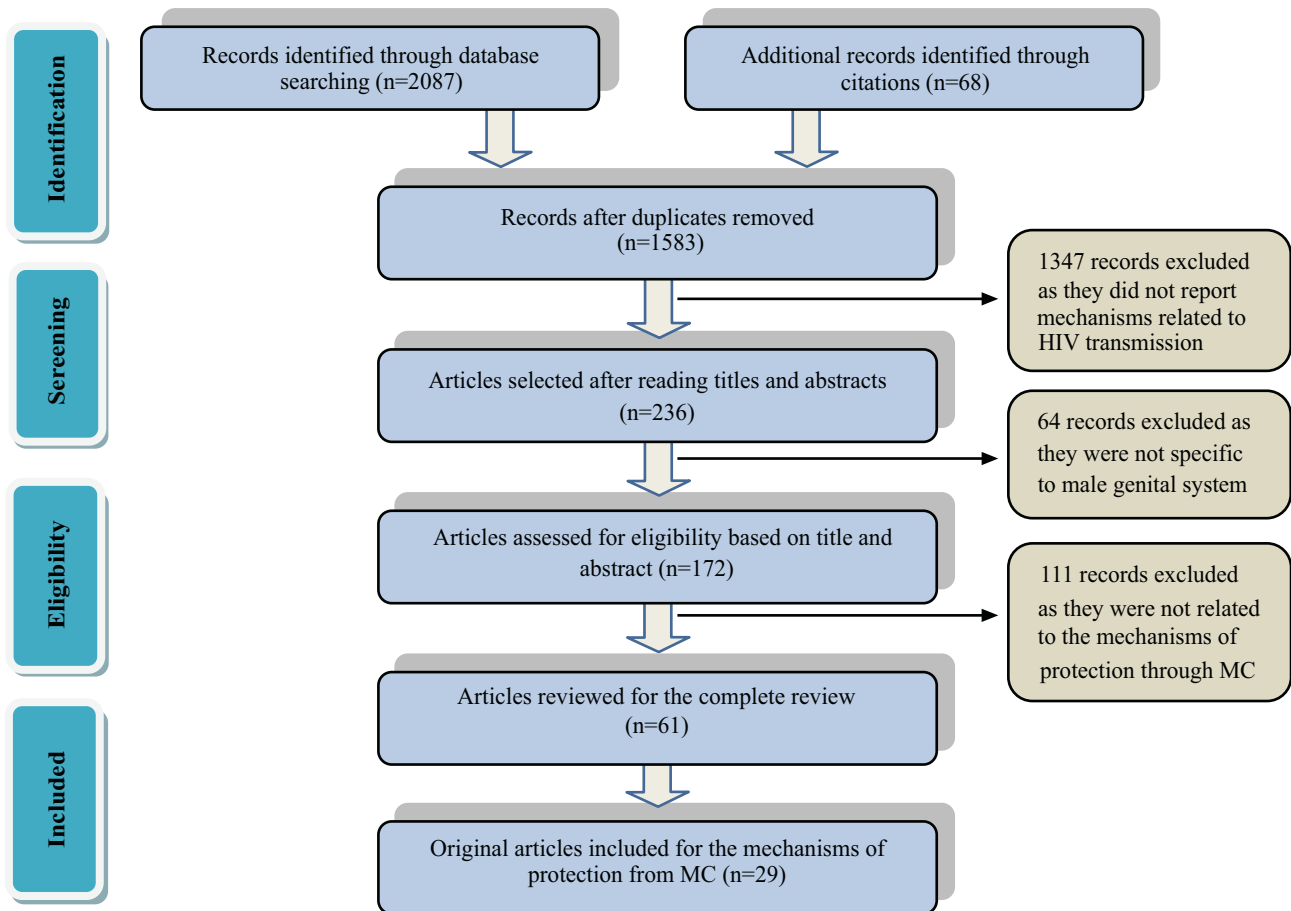 Identification
Records identified through database
searching (n=2087)
Additional records identified through
citations (n=68)
Records after duplicates removed
(n=1583)
1347 records excluded
as they did not report
mechanisms related to
HIV transmission
Sereening
Articles selected after reading titles and abstracts
(n=236)
64 records excluded as
they were not specific
to male genital system
Eligibility
Articles assessed for eligibility based on title and
abstract (n=172)
111 records excluded
as they were not related
to the mechanisms of
protection through MC
Articles reviewed for the complete review
(n=61)
Included
Original articles included for the mechanisms of
protection from MC (n=29)